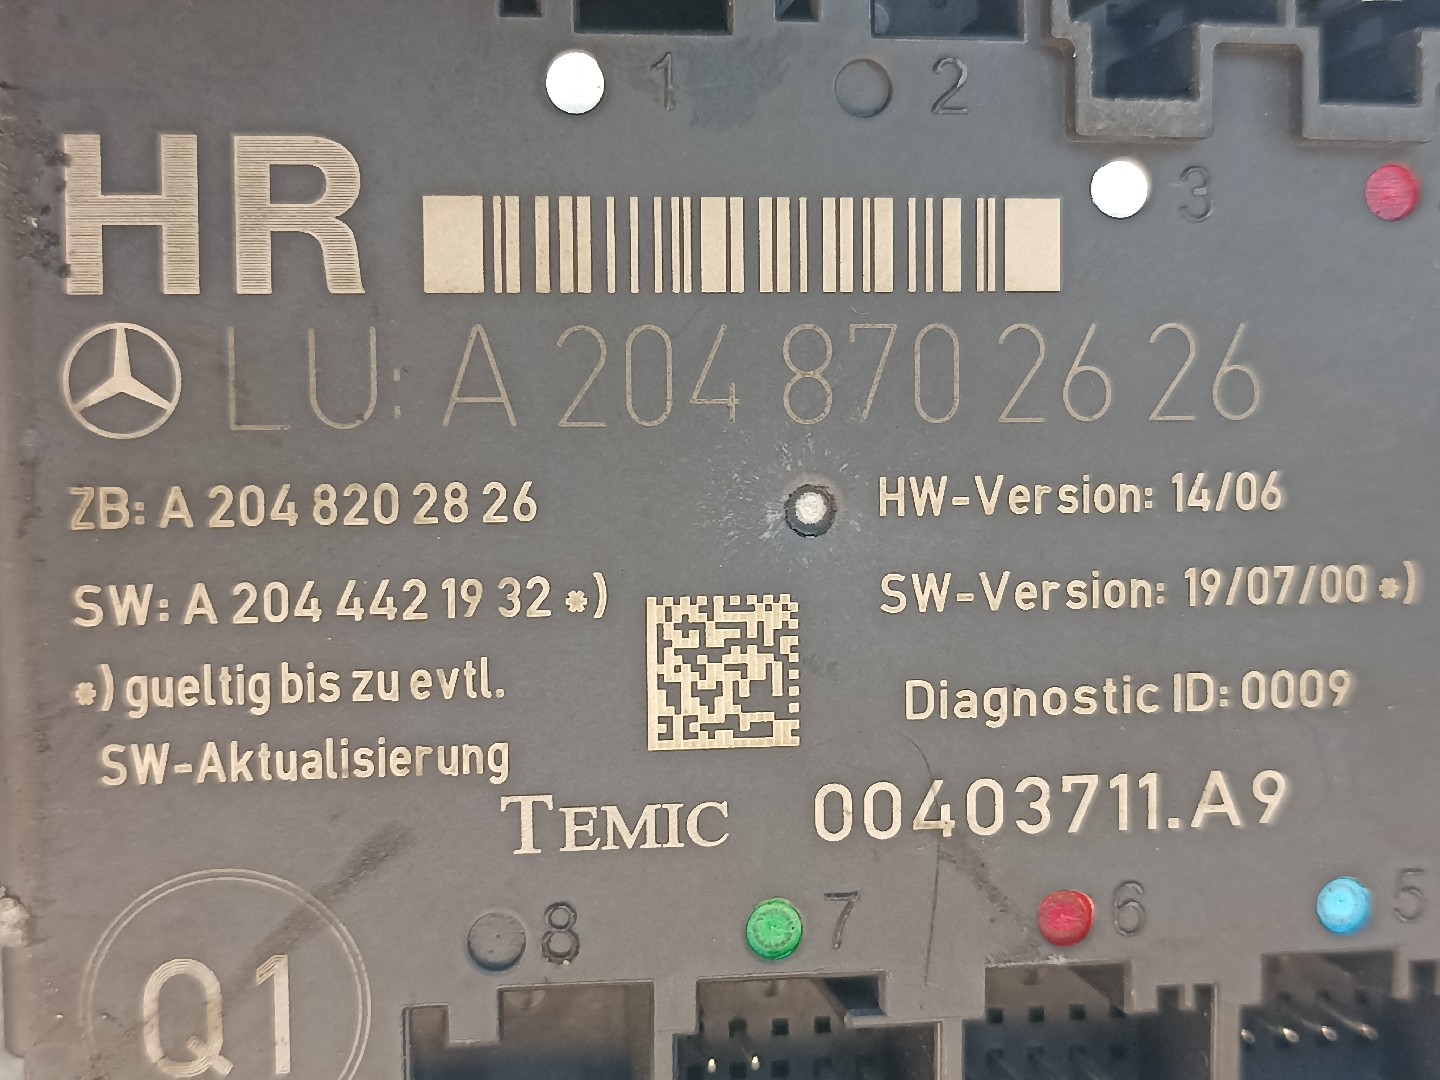 1
2
3
HR
LU: A 204 870 26 26
ZB: A 204 820 28 26
HW-Version: 14/06
SW: A 204 442 19 32 *)
SW-Version: 19/07/00 *)
*) gueltig bis zu evtl.
SW-Aktualisierung
Diagnostic ID: 0009
TEMIC
00403711.A9
8
7
6
5
Q1